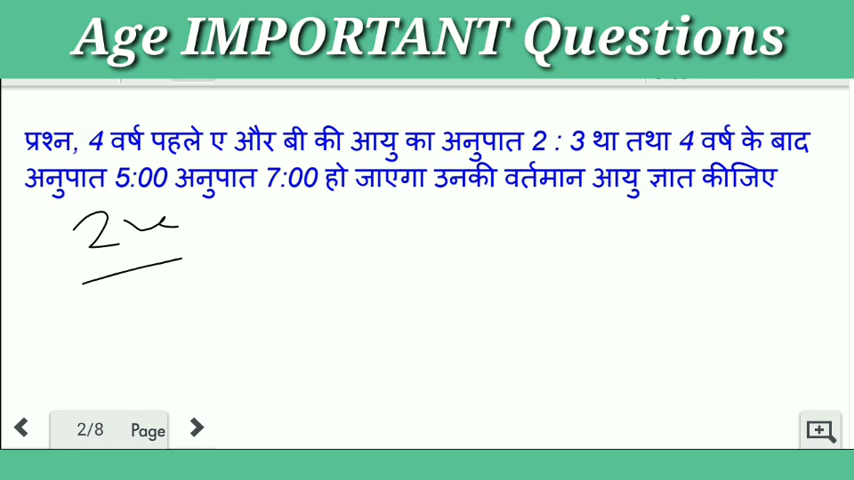 Age IMPORTANT Questions
प्रश्न, 4 वर्ष पहले ए और बी की आयु का अनुपात 2 : 3 था तथा 4 वर्ष के बाद
अनुपात 5:00 अनुपात 7:00 हो जाएगा उनकी वर्तमान आयु ज्ञात कीजिए
2x
2/8 Page